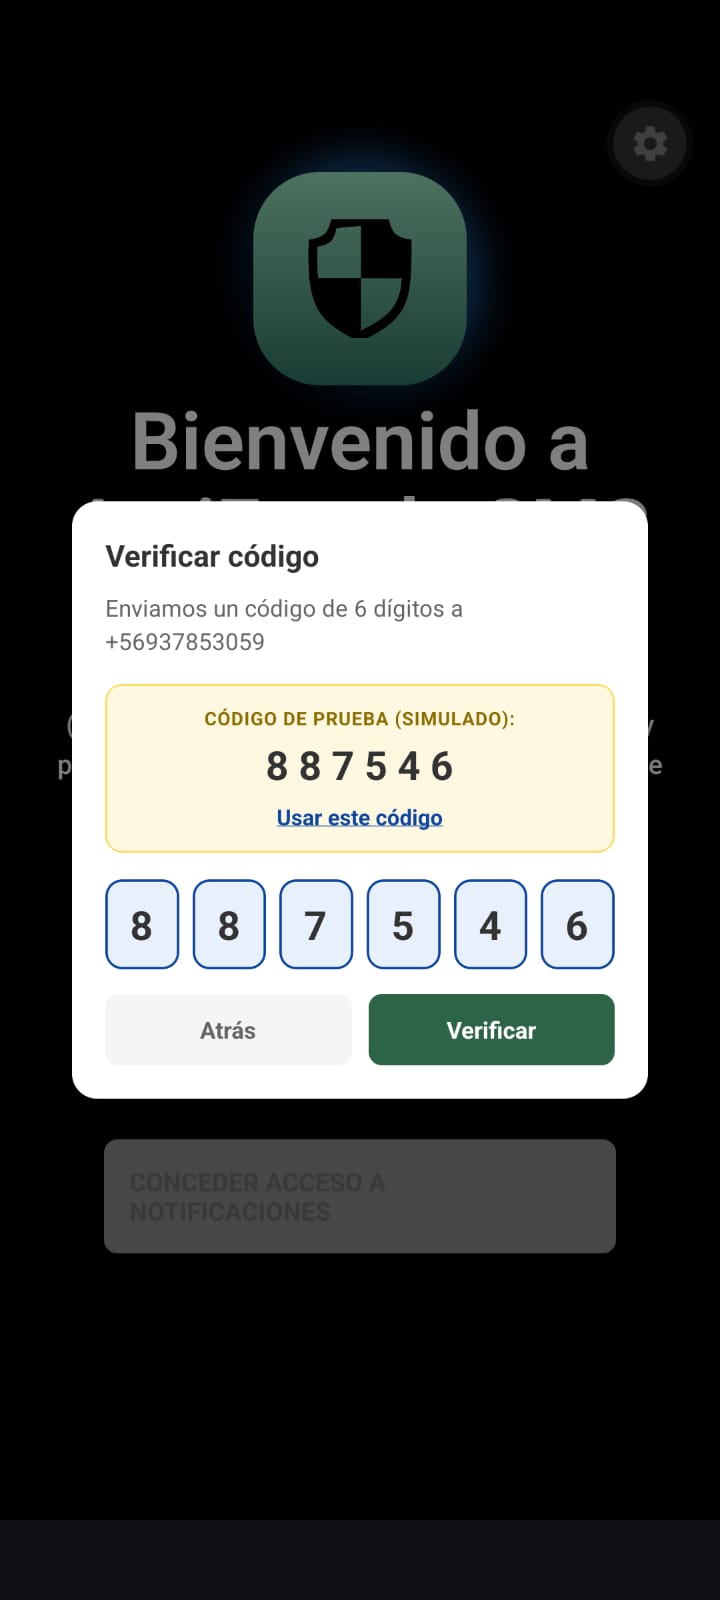 Bienvenido a
Verificar código
Enviamos un código de 6 dígitos a
+56937853059
CÓDIGO DE PRUEBA (SIMULADO):
887546
Usar este código
8 8 7 5 4 6
Atrás Verificar
CONCEDER ACCESO A
NOTIFICACIONES